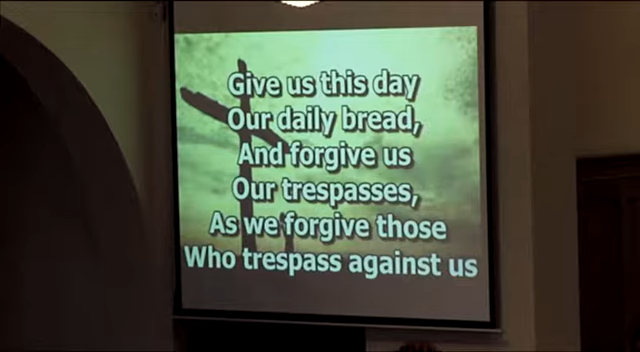 Give us this day
Our daily bread,
And forgive us
Our trespasses,
As we forgive those
Who trespass against us